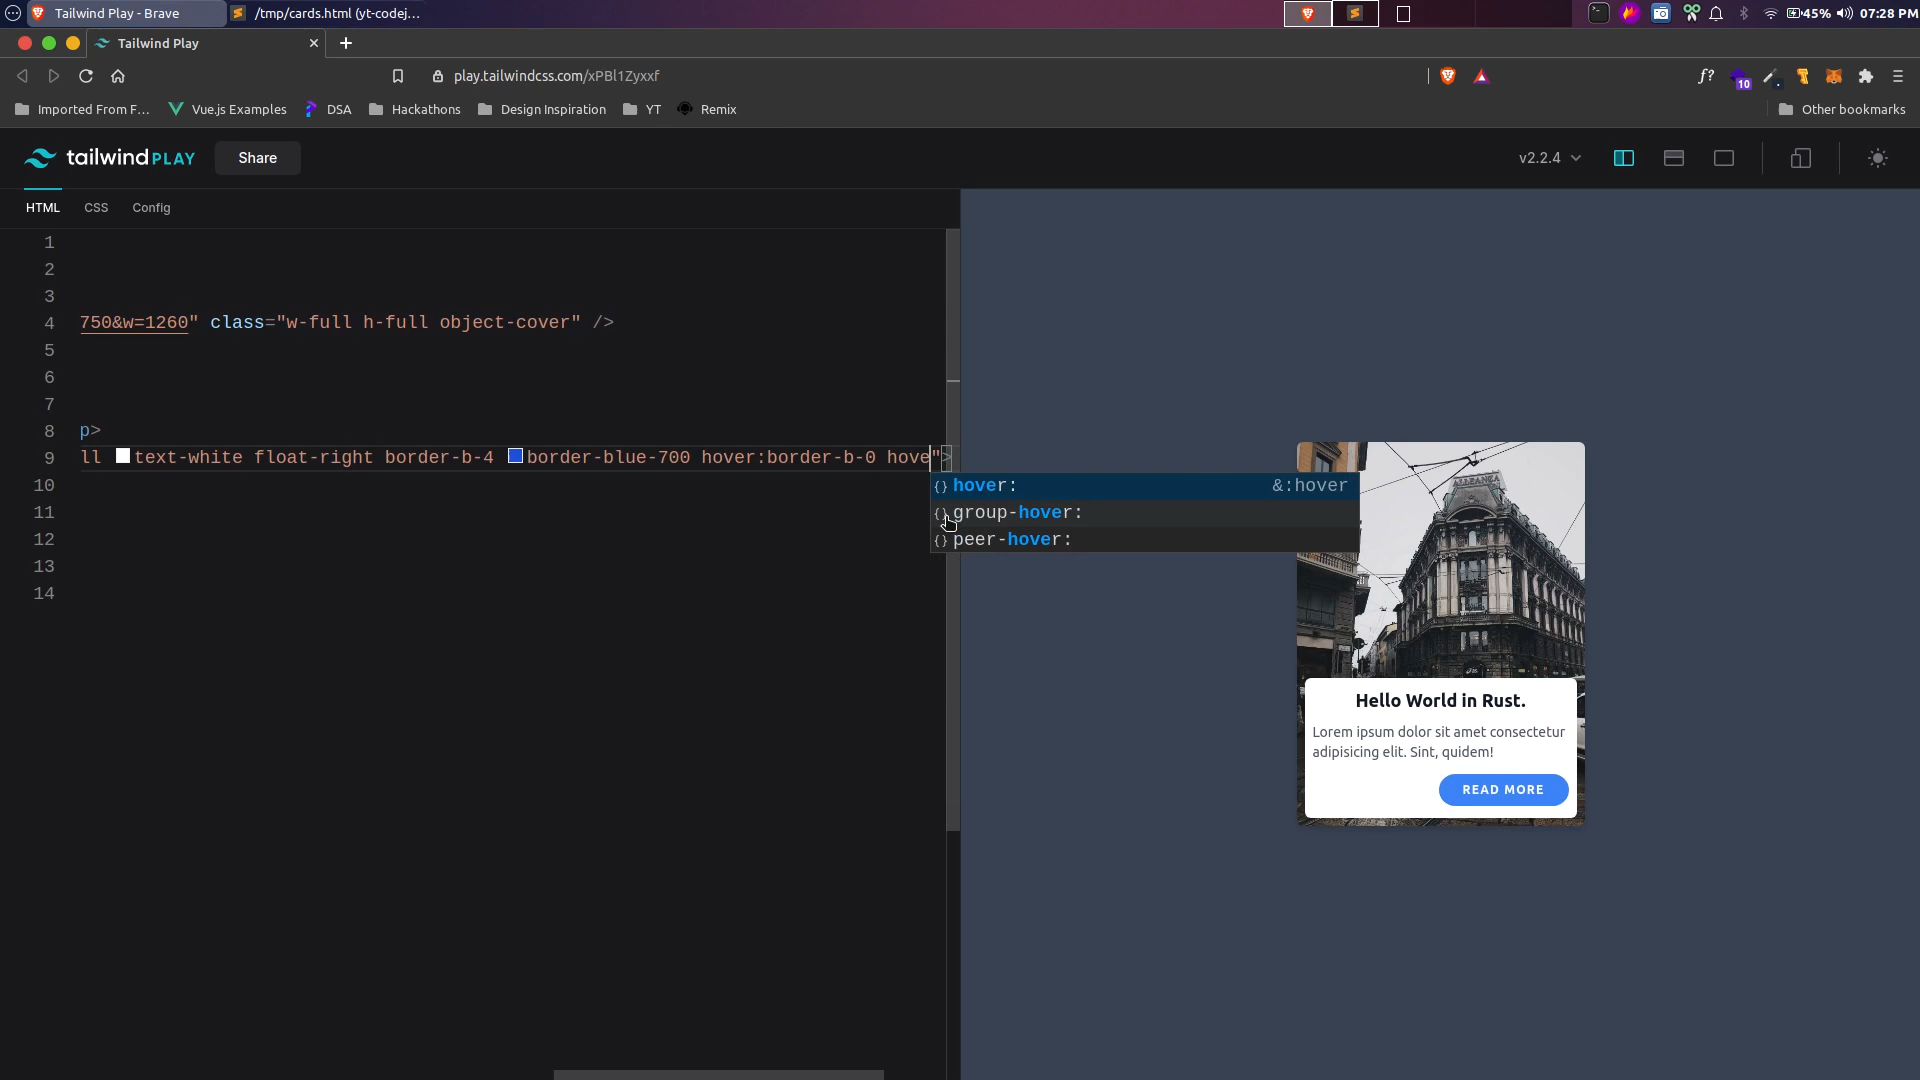 Tailwind Play - Brave
/tmp/cards.html (yt-codej...
45%
07:28 PM
Tailwind Play
play.tailwindcss.com/xPBl1Zyxxf
f?
10
Imported From F...
Vue.js Examples
DSA
Hackathons
Design Inspiration
YT
Remix
Other bookmarks
tailwind PLAY
Share
v2.2.4
HTML
CSS
Config
1
2
3
4 750&w=1260" class="w-full h-full object-cover" />
5
6
7
8 p>
9 ll text-white float-right border-b-4 border-blue-700 hover:border-b-0 hove">
10
11
12
13
14
{} hover: &:hover
{} group-hover:
{} peer-hover:
ALLEANZA
Hello World in Rust.
Lorem ipsum dolor sit amet consectetur
adipisicing elit. Sint, quidem!
READ MORE